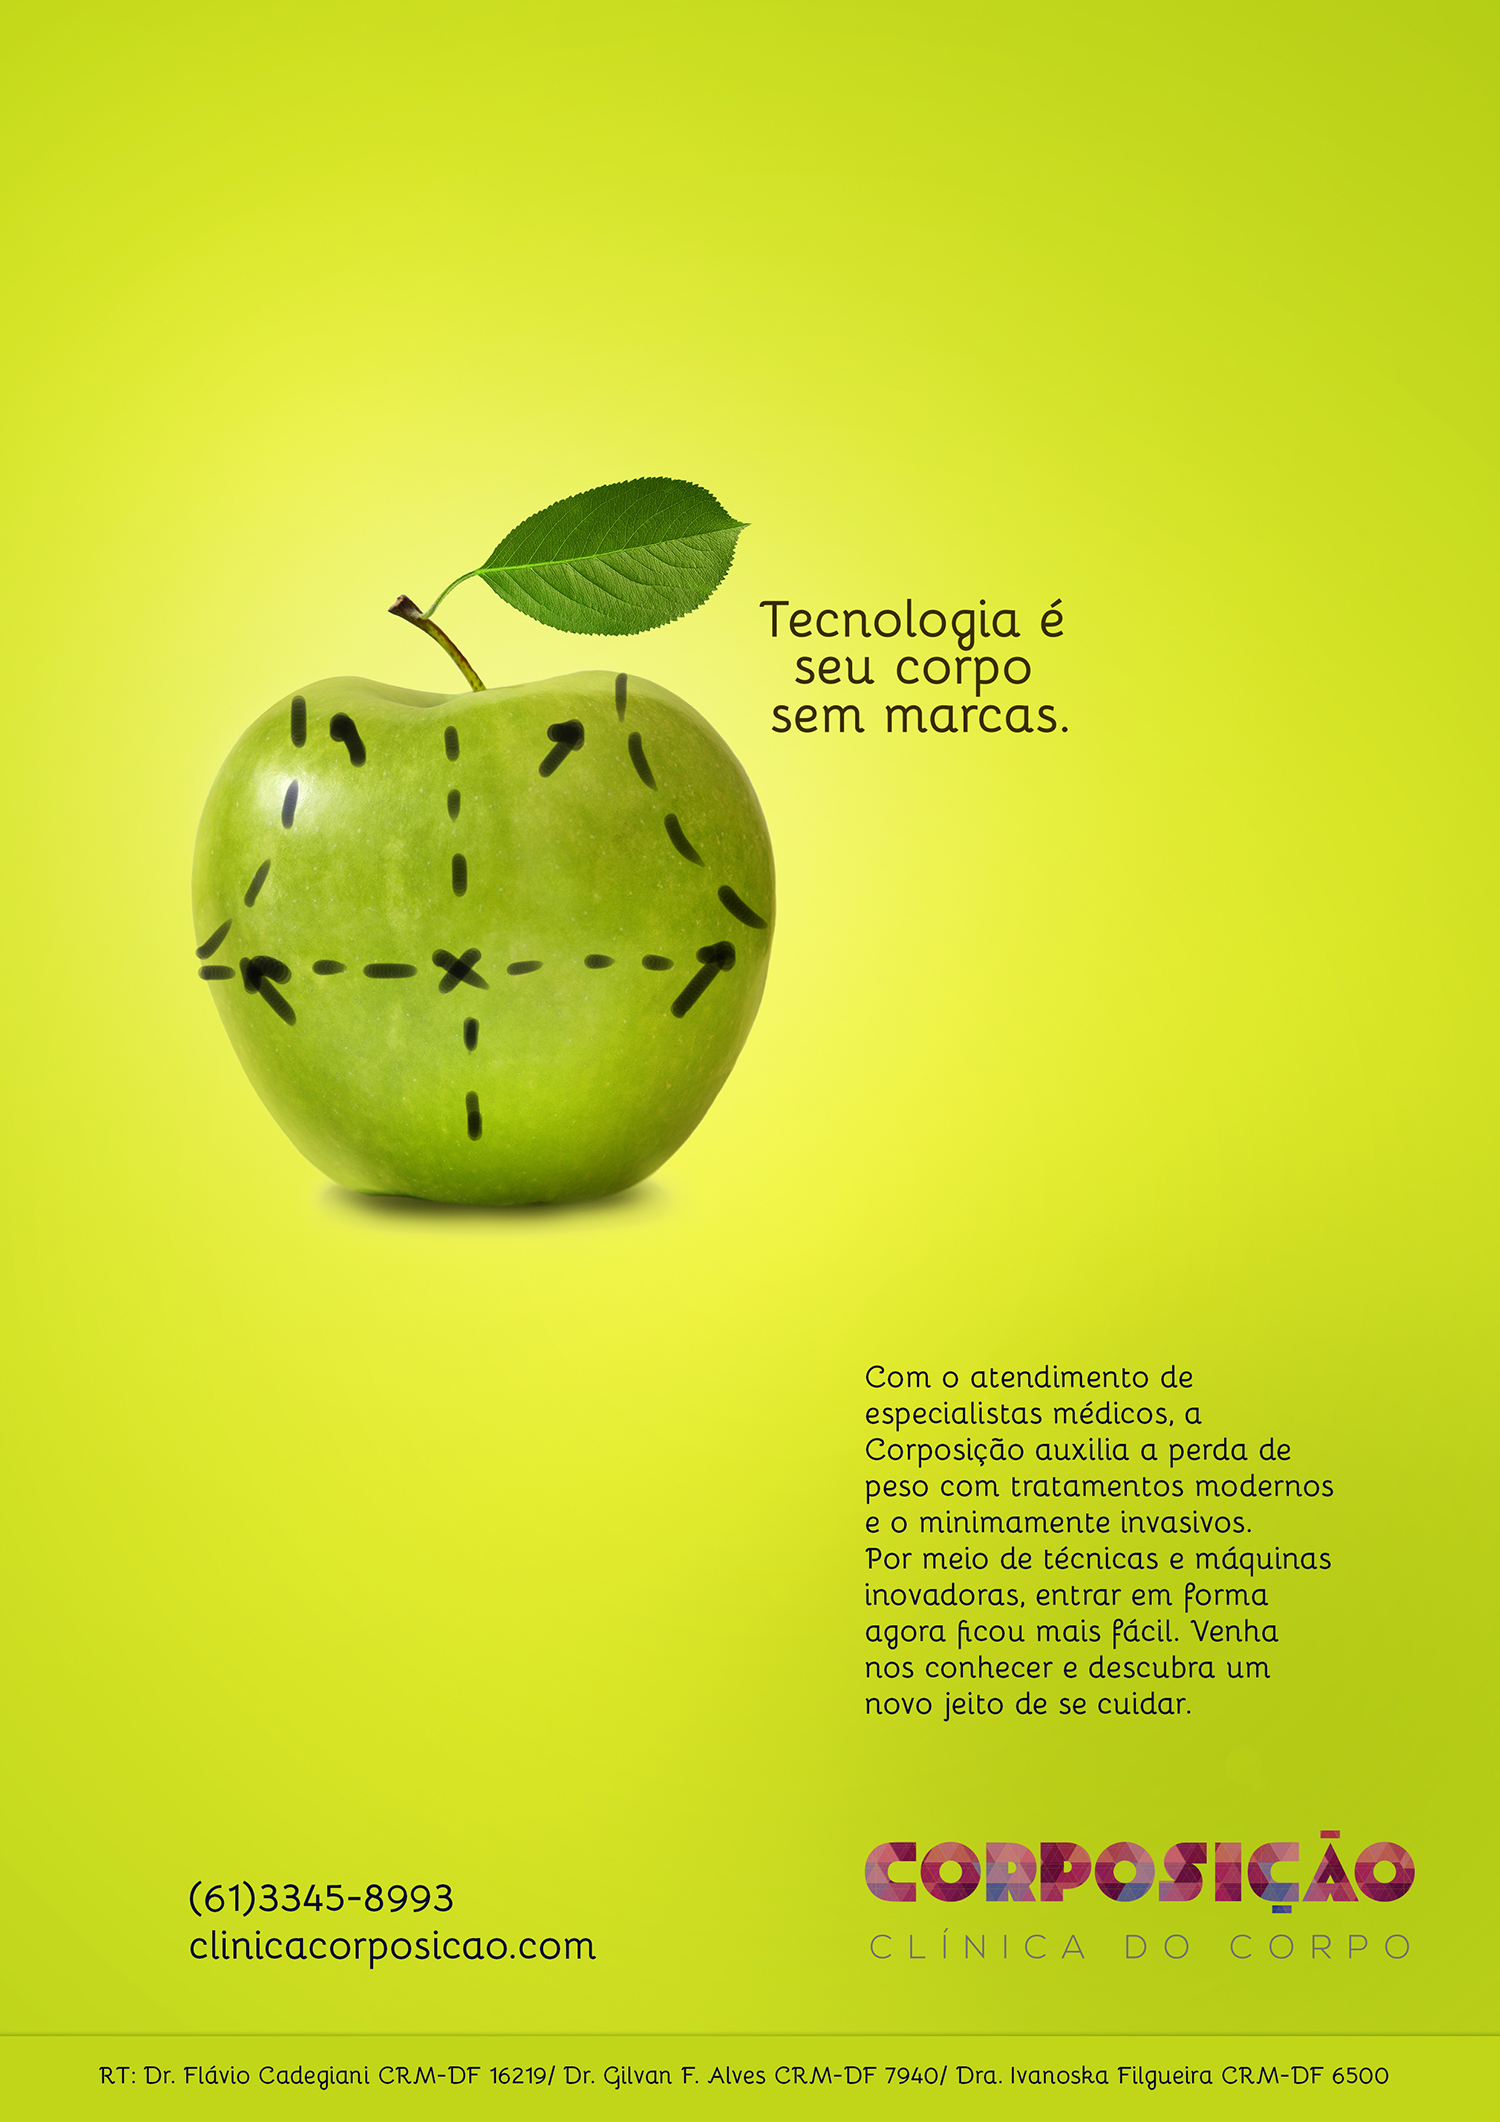 Tecnologia é
seu corpo
sem marcas.
Com o atendimento de
especialistas médicos, a
Corposição auxilia a perda de
peso com tratamentos modernos
e o minimamente invasivos.
Por meio de técnicas e máquinas
inovadoras, entrar em forma
agora ficou mais fácil. Venha
nos conhecer e descubra um
novo jeito de se cuidar.
CORPOSIÇÃO
CLÍNICA DO CORPO
(61)3345-8993
clinicacorposicao.com
RT: Dr. Flávio Cadegiani CRM-DF 16219/ Dr. Gilvan F. Alves CRM-DF 7940/ Dra. Ivanoska Filgueira CRM-DF 6500